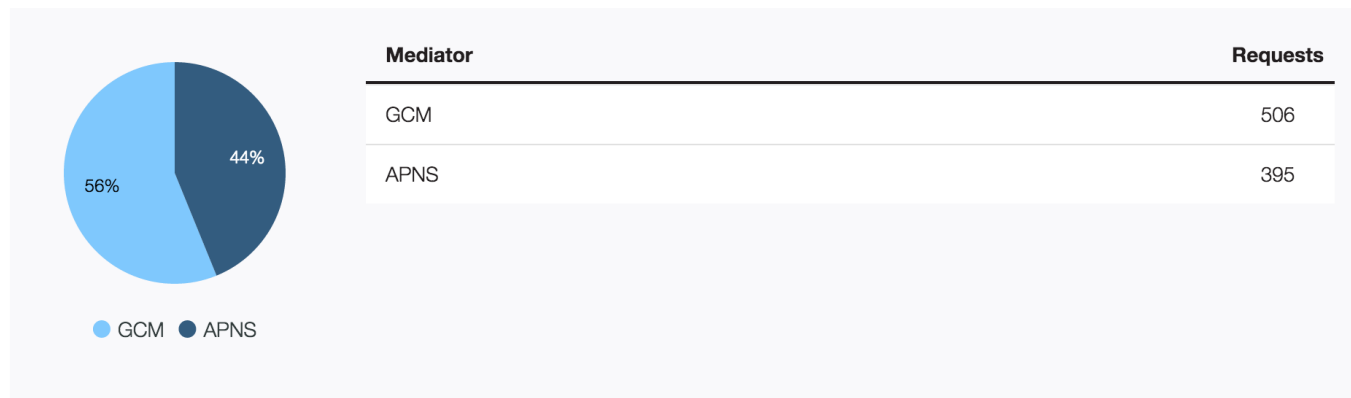 Mediator Requests
GCM 506
APNS 395
44%
56%
GCM APNS